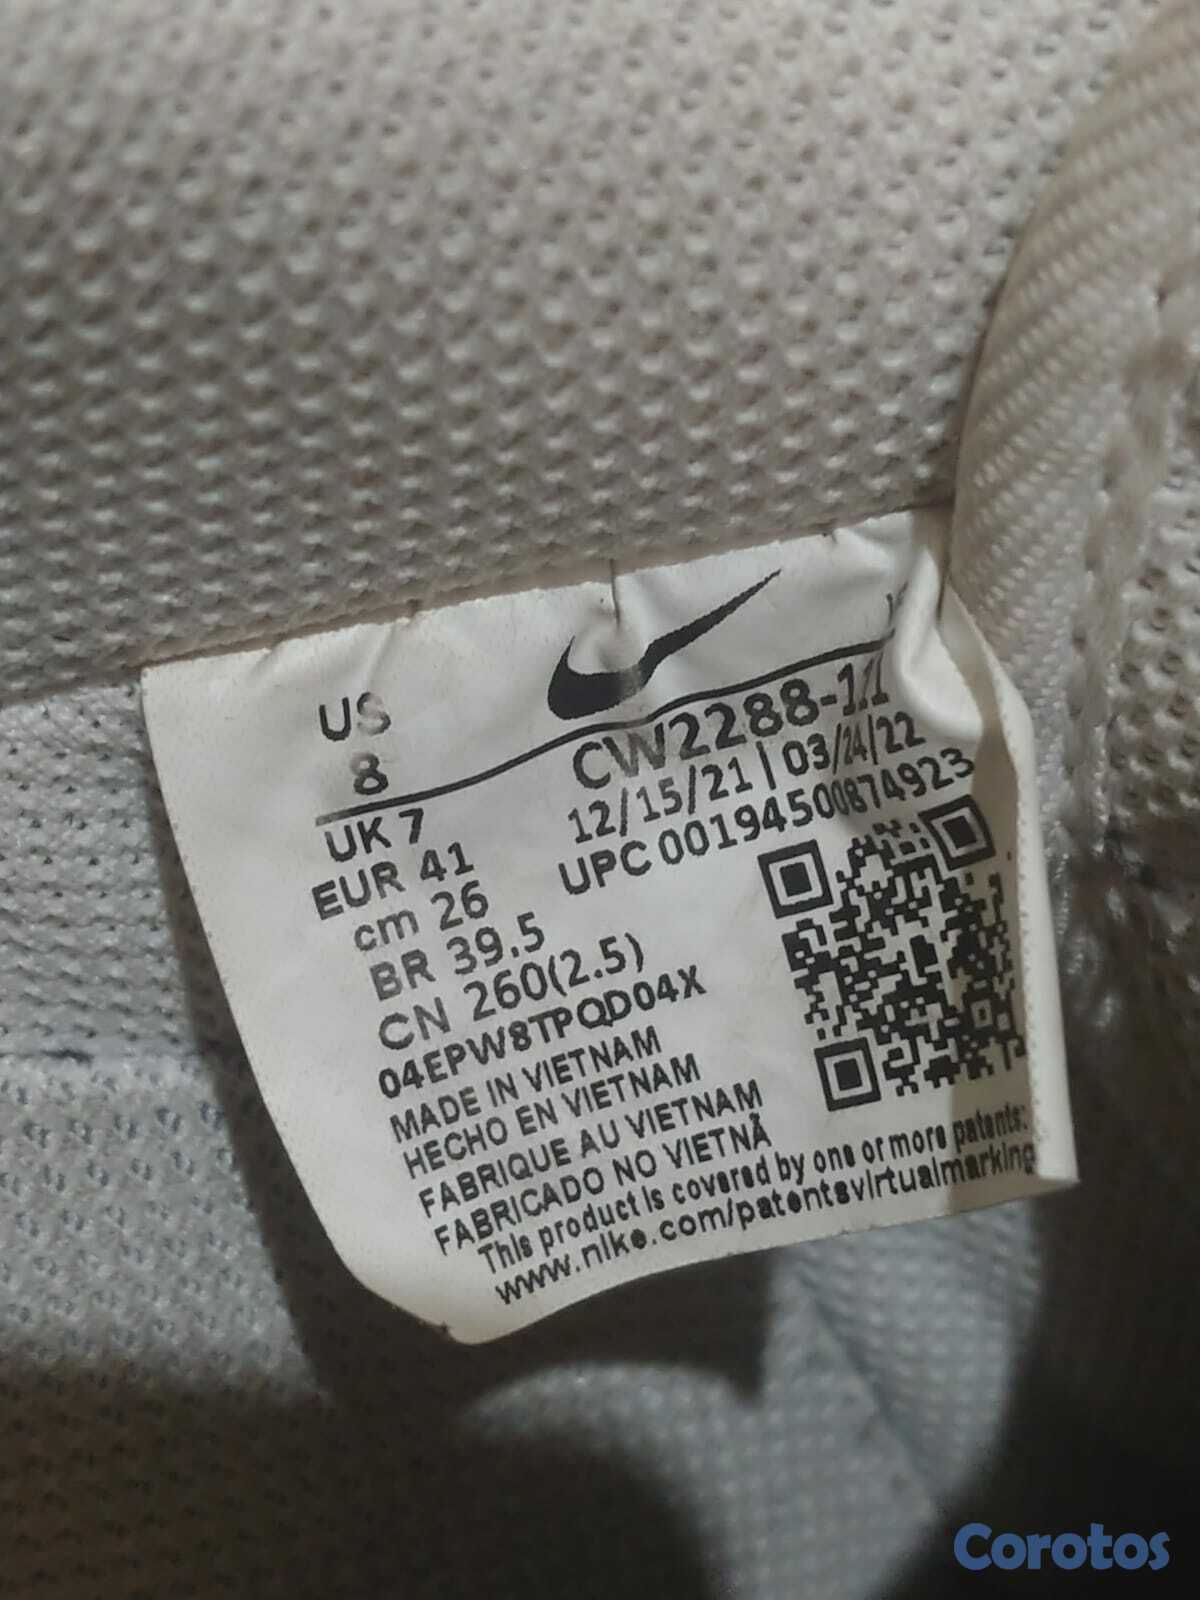 US
8
UK 7
EUR 41
cm 26
BR 39.5
CN 260(2.5)
04EPW8TPQD04X
MADE IN VIETNAM
HECHO EN VIETNAM
FABRIQUE AU VIETNAM
FABRICADO NO VIETNÃ
This product is covered by one or more patents:
www.nike.com/patentsvirtualmarking
CW2288-111
12/15/21 | 03/24/22
UPC 00194500874923
Corotos